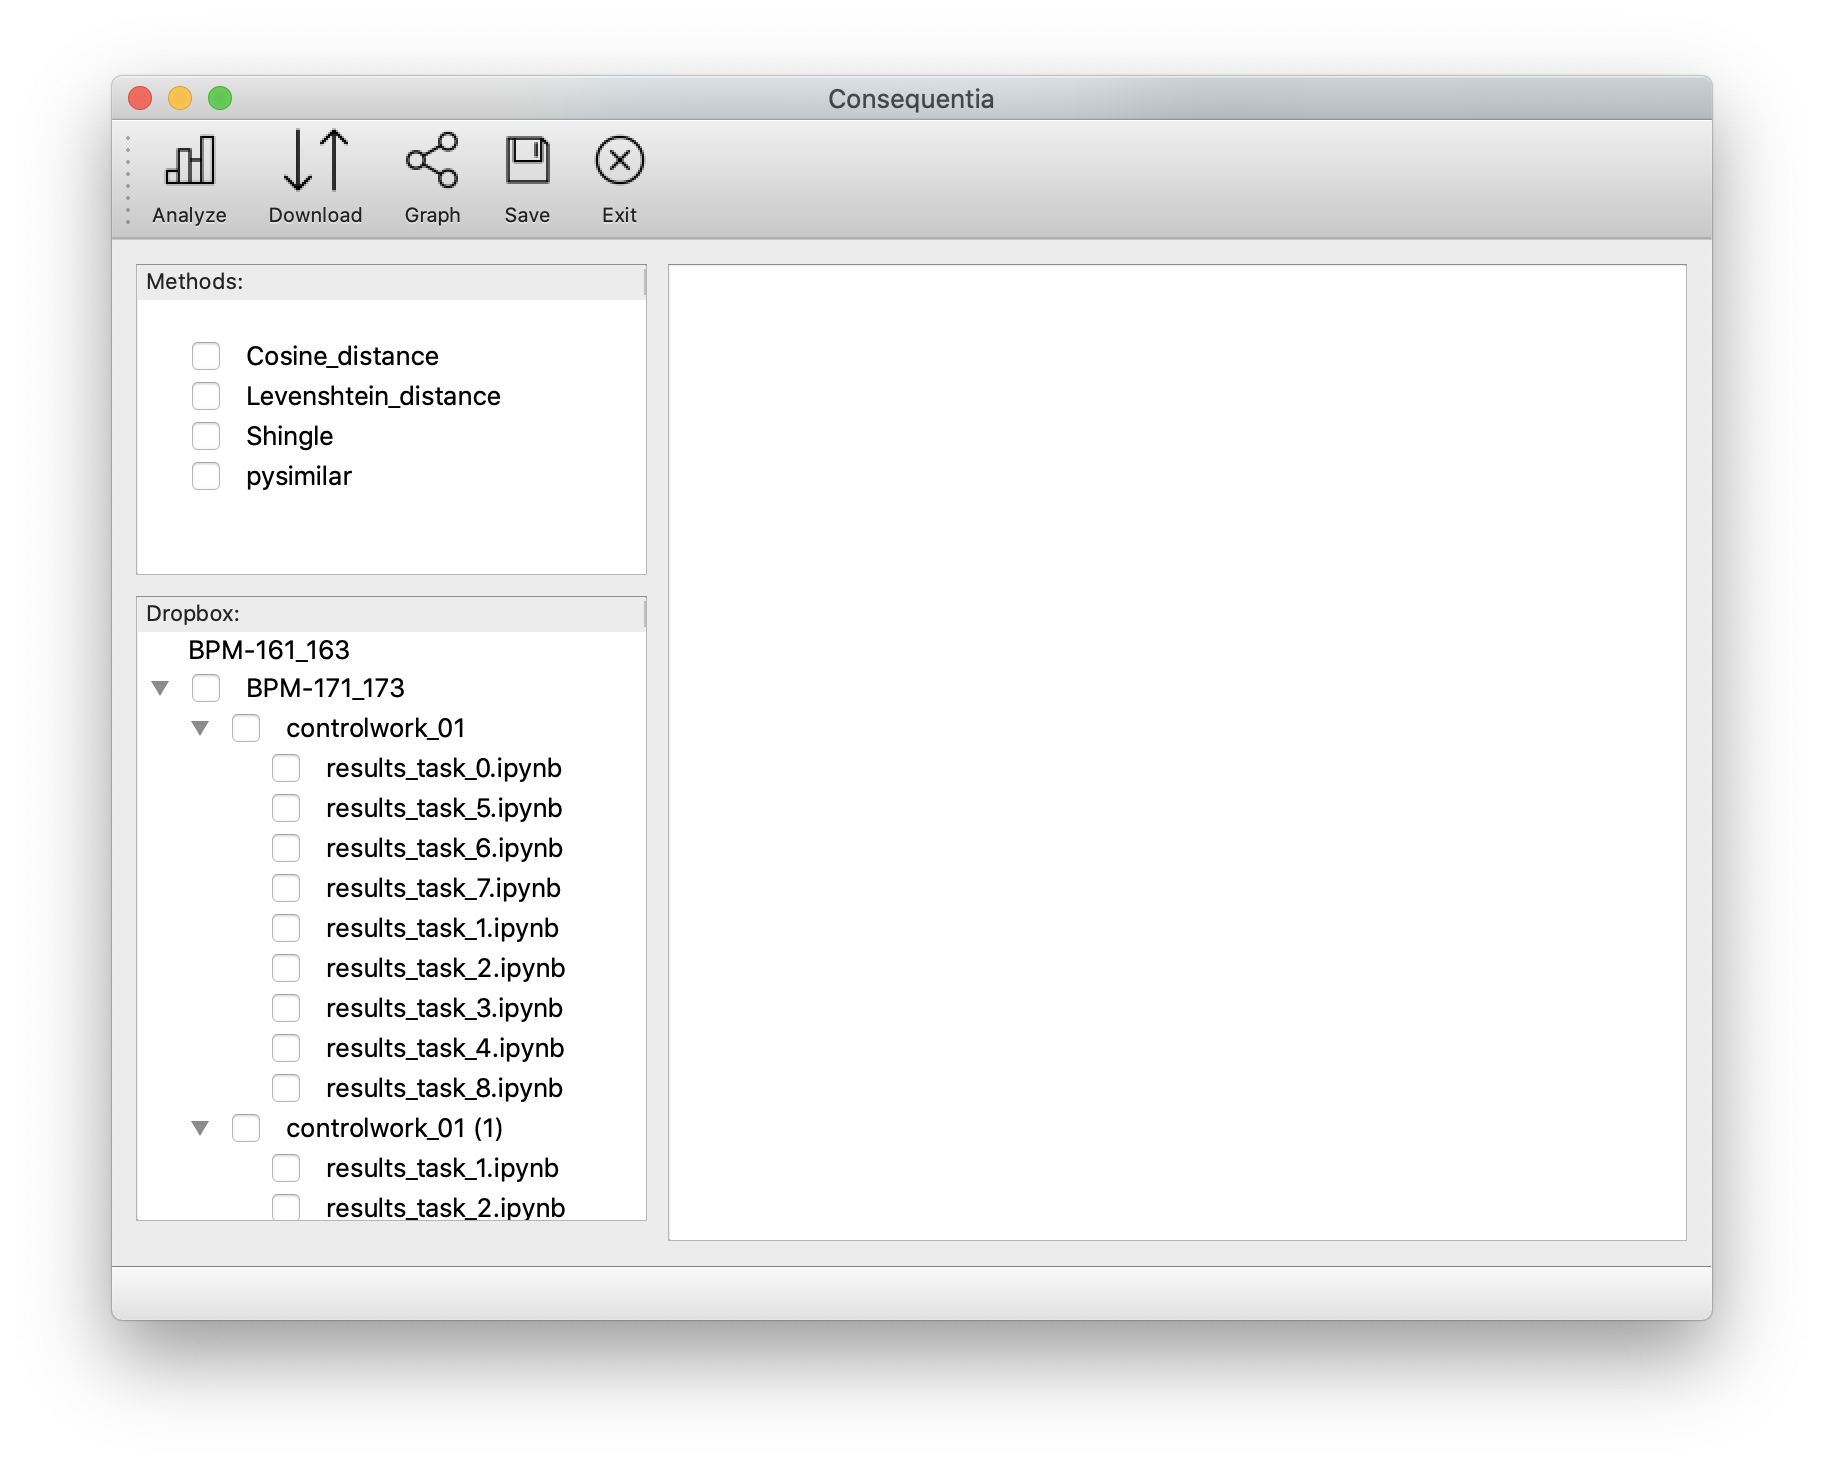 Consequentia
Analyze Download Graph Save Exit
Methods:
Cosine_distance
Levenshtein_distance
Shingle
pysimilar
Dropbox:
BPM-161_163
BPM-171_173
controlwork_01
results_task_0.ipynb
results_task_5.ipynb
results_task_6.ipynb
results_task_7.ipynb
results_task_1.ipynb
results_task_2.ipynb
results_task_3.ipynb
results_task_4.ipynb
results_task_8.ipynb
controlwork_01 (1)
results_task_1.ipynb
results_task_2.ipynb